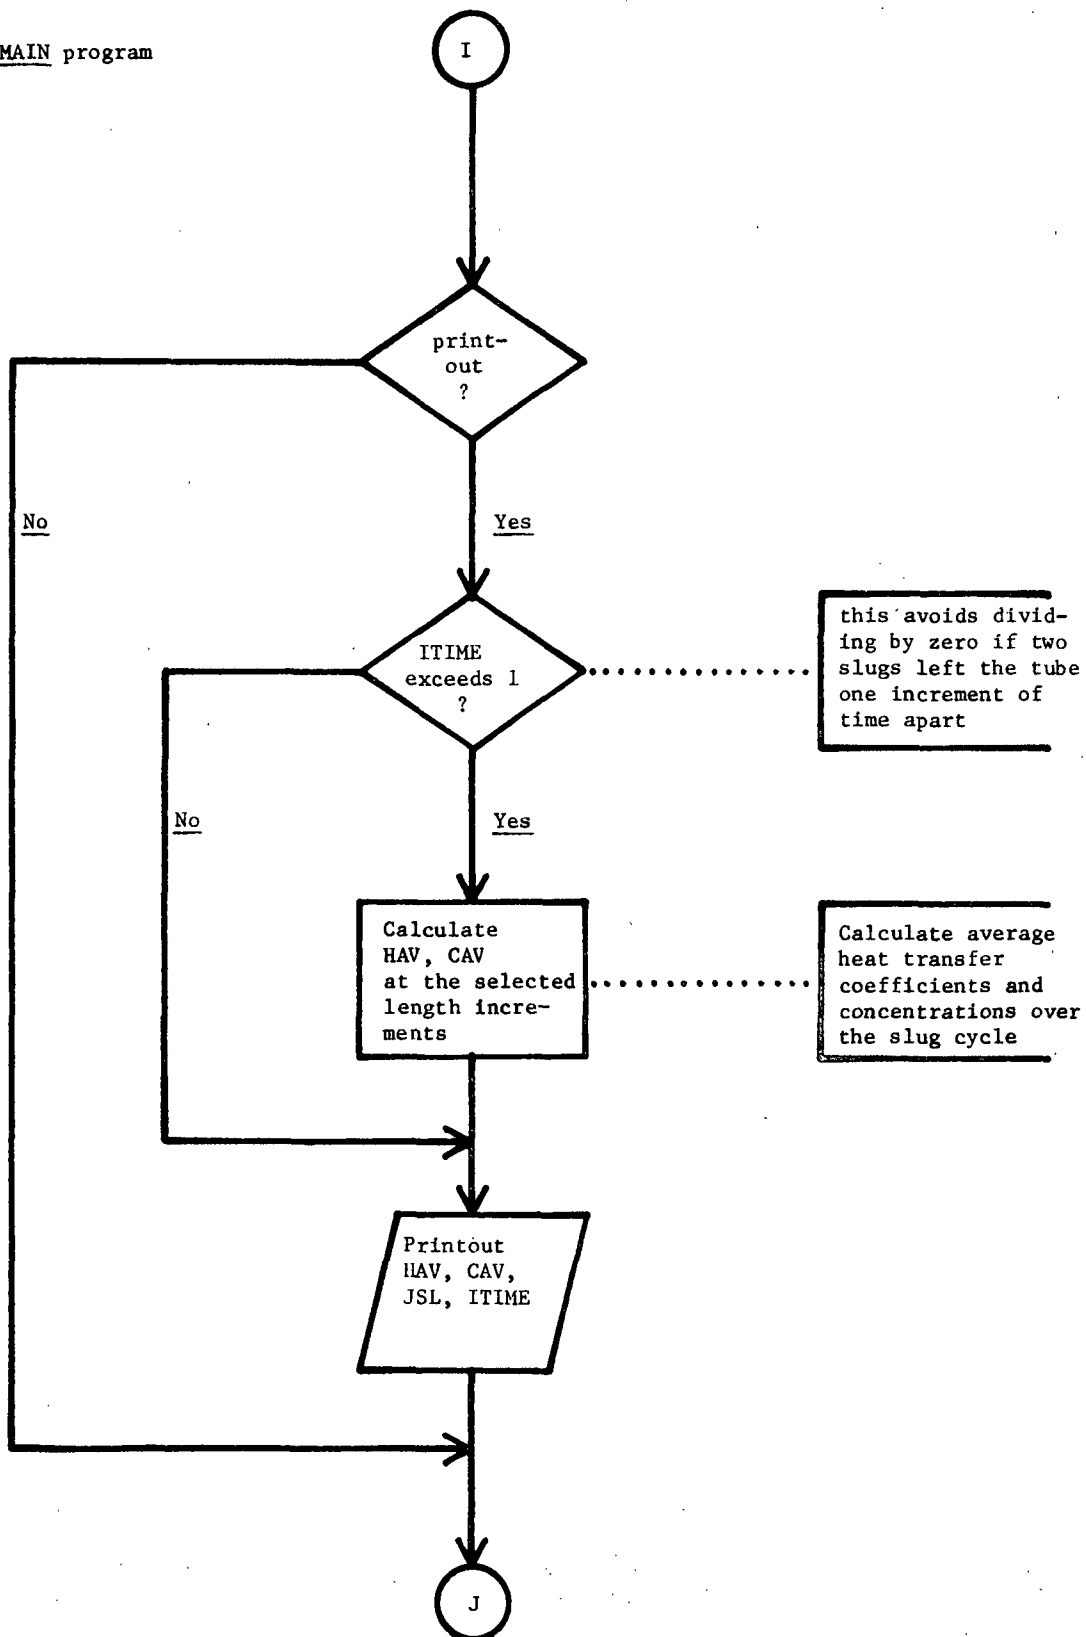 MAIN program
I
print-
out
?
No
Yes
ITIME
exceeds 1
?
this avoids divid-
ing by zero if two
slugs left the tube
one increment of
time apart
No
Yes
Calculate
HAV, CAV
at the selected
length incre-
ments
Calculate average
heat transfer
coefficients and
concentrations over
the slug cycle
Printout
HAV, CAV,
JSL, ITIME
J